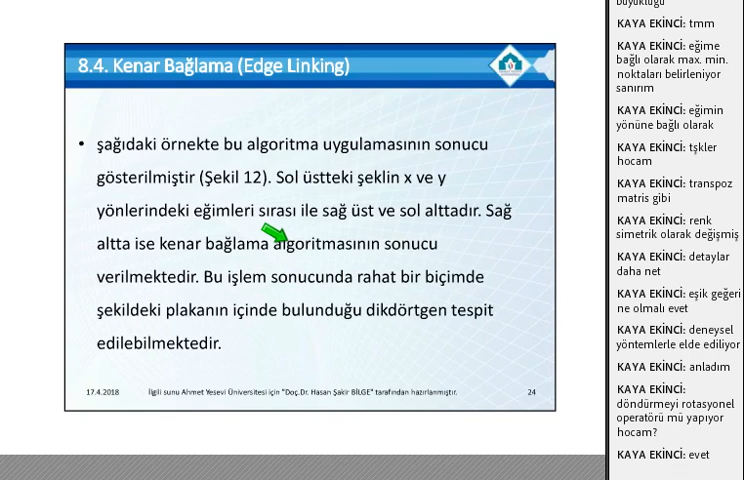 8.4. Kenar Bağlama (Edge Linking)
• şağıdaki örnekte bu algoritma uygulamasının sonucu
gösterilmiştir (Şekil 12). Sol üstteki şeklin x ve y
yönlerindeki eğimleri sırası ile sağ üst ve sol alttadır. Sağ
altta ise kenar bağlama algoritmasının sonucu
verilmektedir. Bu işlem sonucunda rahat bir biçimde
şekildeki plakanın içinde bulunduğu dikdörtgen tespit
edilebilmektedir.
17.4.2018 İlgili sunu Ahmet Yesevi Üniversitesi için "Doç.Dr. Hasan Şakir BİLGE" tarafından hazırlanmıştır. 24
büyüklüğü
KAYA EKİNCİ: tmm
KAYA EKİNCİ: eğime
bağlı olarak max. min.
noktaları belirleniyor
sanırım
KAYA EKİNCİ: eğimin
yönüne bağlı olarak
KAYA EKİNCİ: tşkler
hocam
KAYA EKİNCİ: transpoz
matris gibi
KAYA EKİNCİ: renk
simetrik olarak değişmiş
KAYA EKİNCİ: detaylar
daha net
KAYA EKİNCİ: eşik geğeri
ne olmalı evet
KAYA EKİNCİ: deneysel
yöntemlerle elde ediliyor
KAYA EKİNCİ: anladım
KAYA EKİNCİ:
döndürmeyi rotasyonel
operatörü mü yapıyor
hocam?
KAYA EKİNCİ: evet